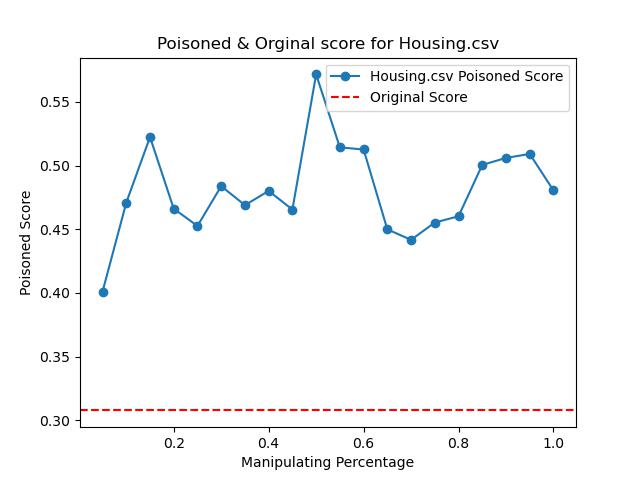 Poisoned & Orginal score for Housing.csv
Housing.csv Poisoned Score
Original Score
Poisoned Score
0.55
0.50
0.45
0.40
0.35
0.30
0.2 0.4 0.6 0.8 1.0
Manipulating Percentage